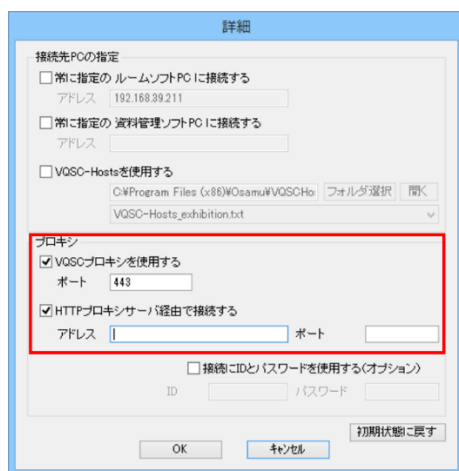 詳細
接続先PCの指定
常に指定の ルームソフトPC に接続する
アドレス 192.168.39.211
常に指定の 資料管理ソフトPC に接続する
アドレス
VQSC-Hostsを使用する
C:¥Program Files (x86)¥Osamu¥VQSCHo フォルダ選択 開く
VQSC-Hosts_exhibition.txt
プロキシ
VQSCプロキシを使用する
ポート 443
HTTPプロキシサーバ経由で接続する
アドレス ポート
接続にIDとパスワードを使用する(オプション)
ID パスワード
初期状態に戻す
OK キャンセル